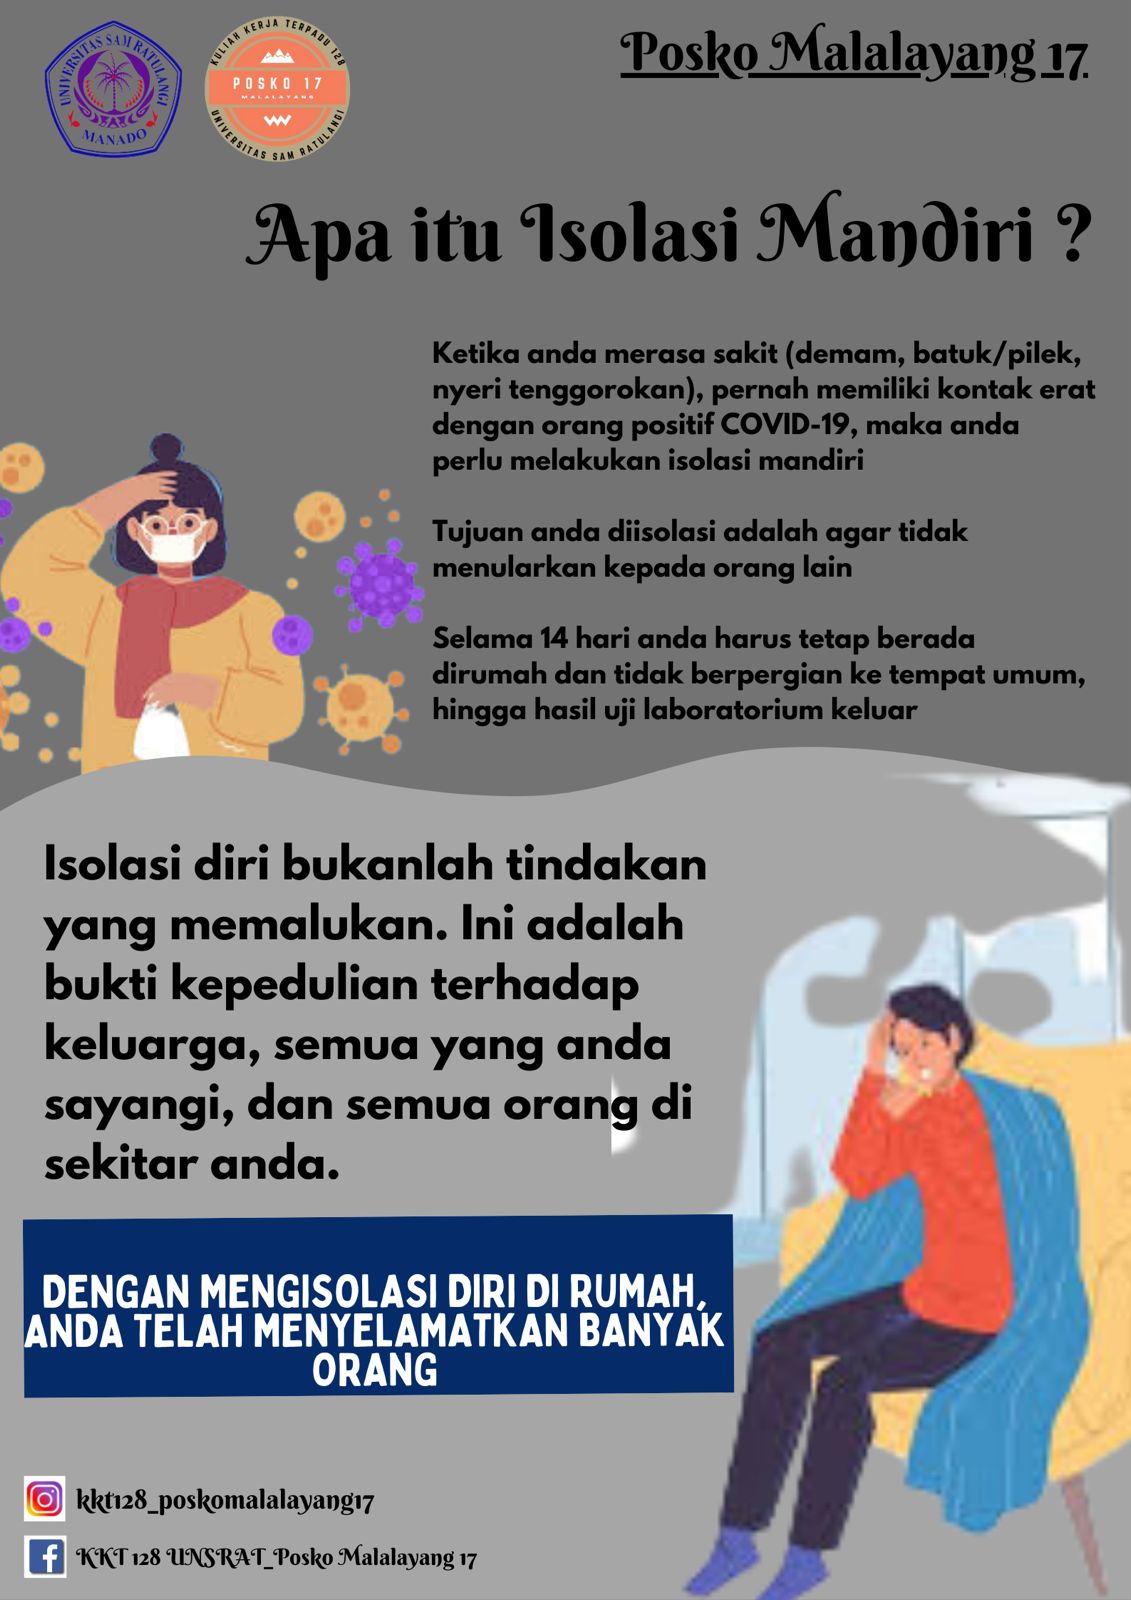 UNIVERSITAS SAM RATULANGI
MANADO
KULIAH KERJA TERPADU 128
POSKO 17
MALALAYANG
UNIVERSITAS SAM RATULANGI
Posko Malalayang 17
Apa itu Isolasi Mandiri ?
Ketika anda merasa sakit (demam, batuk/pilek,
nyeri tenggorokan), pernah memiliki kontak erat
dengan orang positif COVID-19, maka anda
perlu melakukan isolasi mandiri
Tujuan anda diisolasi adalah agar tidak
menularkan kepada orang lain
Selama 14 hari anda harus tetap berada
dirumah dan tidak berpergian ke tempat umum,
hingga hasil uji laboratorium keluar
Isolasi diri bukanlah tindakan
yang memalukan. Ini adalah
bukti kepedulian terhadap
keluarga, semua yang anda
sayangi, dan semua orang di
sekitar anda.
DENGAN MENGISOLASI DIRI DI RUMAH,
ANDA TELAH MENYELAMATKAN BANYAK
ORANG
kkt128_poskomalalayang17
KKT 128 UNSRAT_Posko Malalayang 17